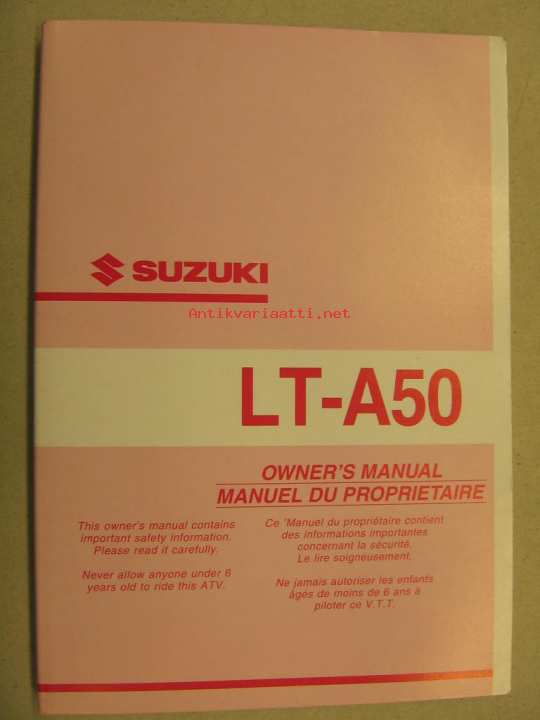 SUZUKI
Antikvariaatti.net
LT-A50
OWNER'S MANUAL
MANUEL DU PROPRIETAIRE
This owner's manual contains
important safety information.
Please read it carefully.
Never allow anyone under 6
years old to ride this ATV.
Ce 'Manuel du propriétaire contient
des informations importantes
concernant la sécurité.
Le lire soigneusement.
Ne jamais autoriser les enfants
âgés de moins de 6 ans à
piloter ce V.T.T.